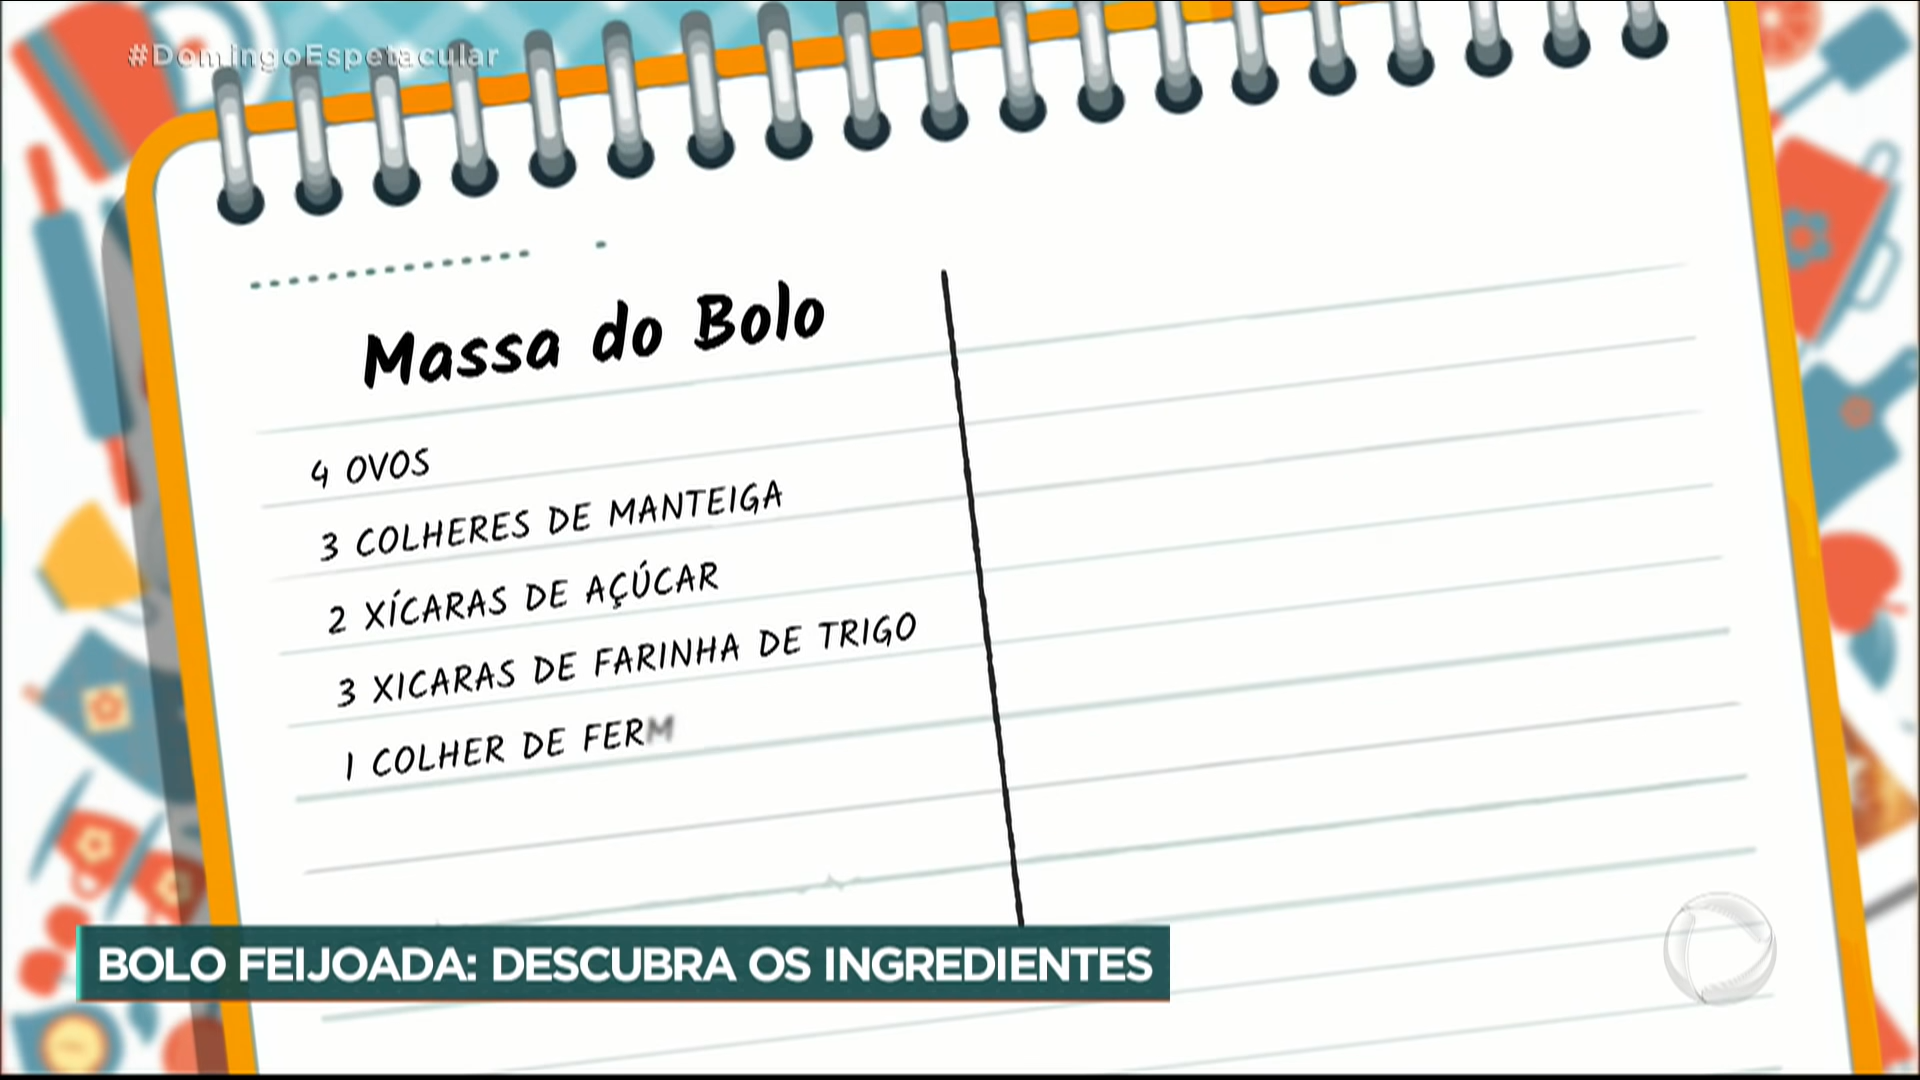 #DomingoEspetacular
Massa do Bolo
4 OVOS
3 COLHERES DE MANTEIGA
2 XÍCARAS DE AÇÚCAR
3 XICARAS DE FARINHA DE TRIGO
1 COLHER DE FERM
BOLO FEIJOADA: DESCUBRA OS INGREDIENTES